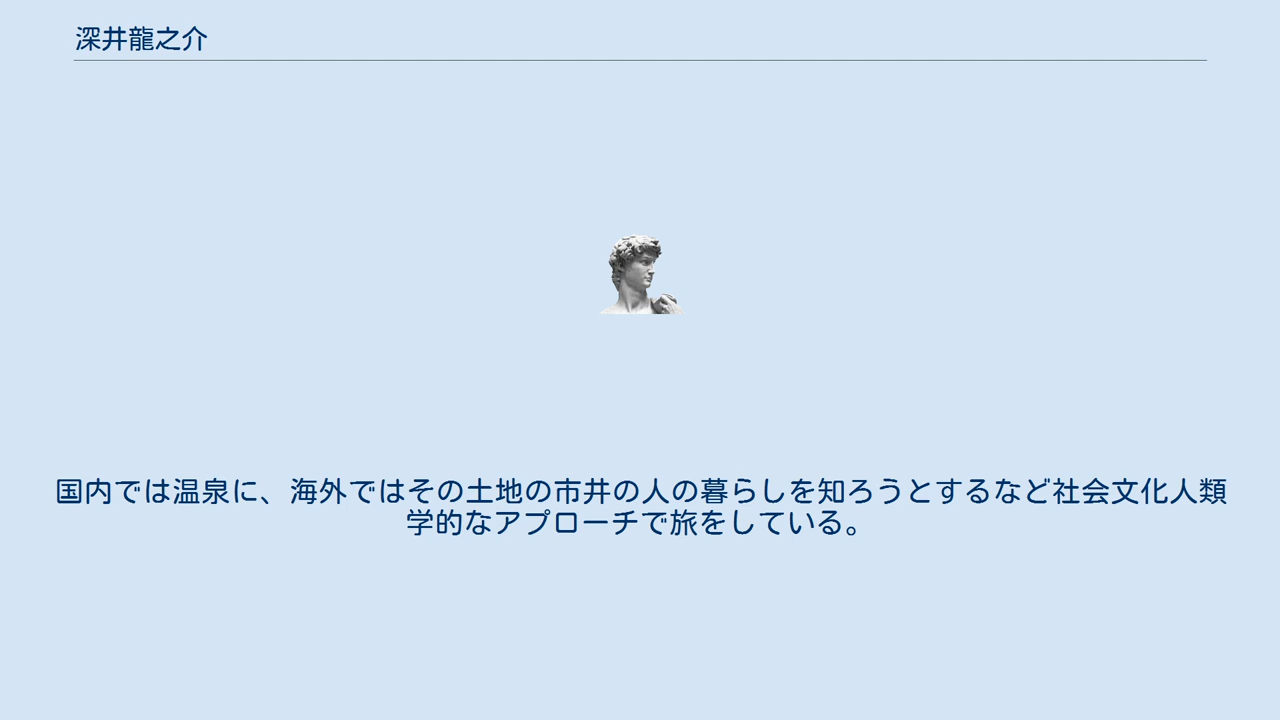 深井龍之介
国内では温泉に、海外ではその土地の市井の人の暮らしを知ろうとするなど社会文化人類
学的なアプローチで旅をしている。